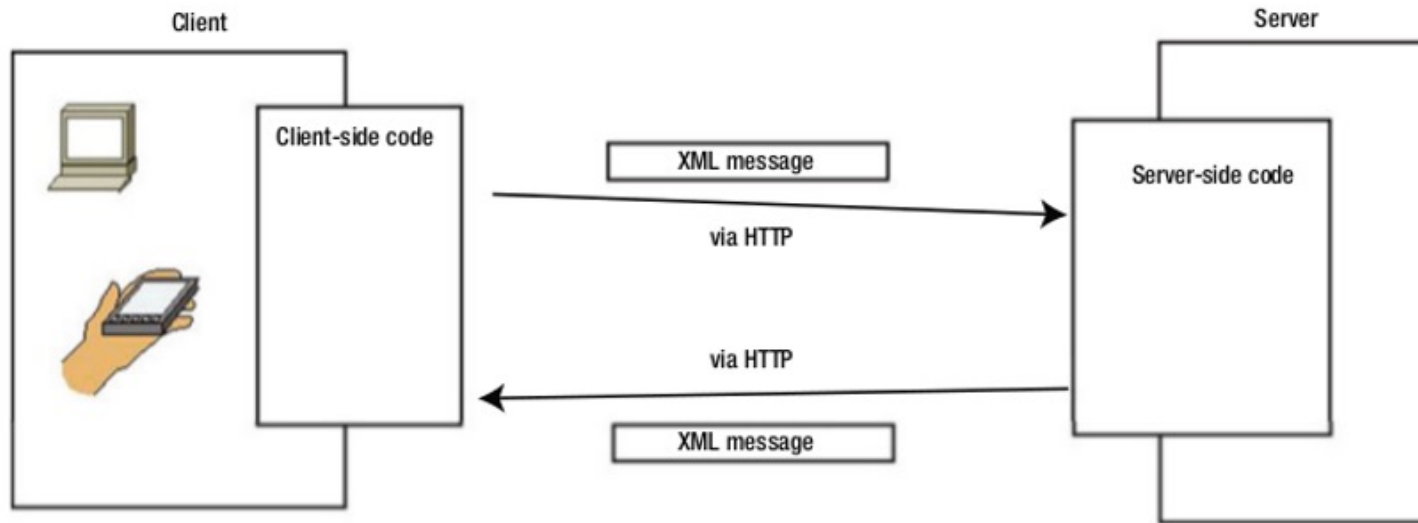 Client
Server
Client-side code
XML message
Server-side code
via HTTP
via HTTP
XML message